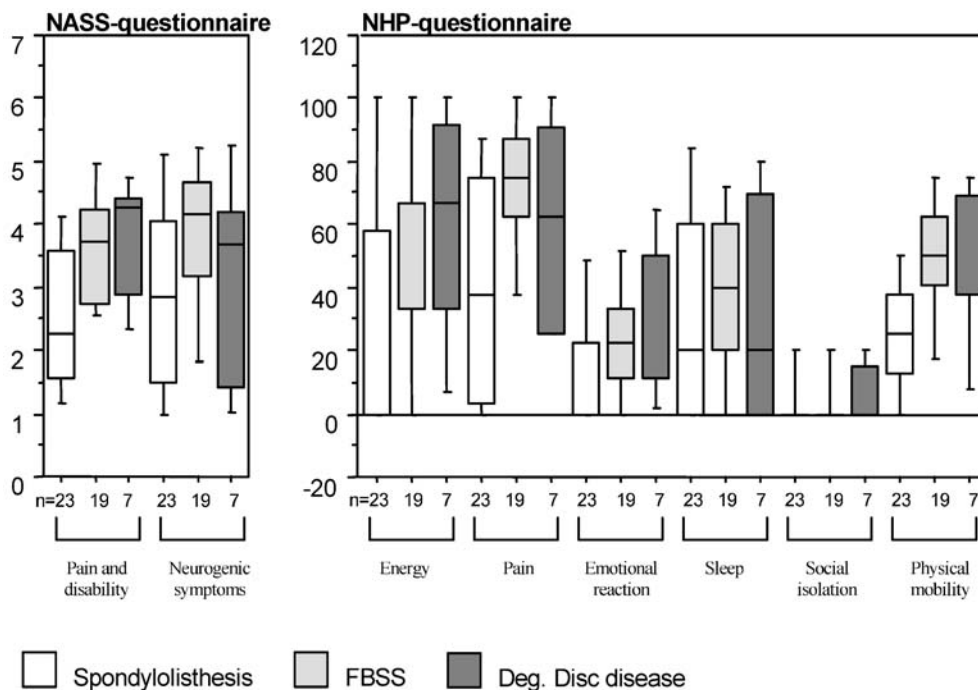 NASS-questionnaire
7
6
5
4
3
2
1
0
n=23 19 7 23 19 7
Pain and
disability
Neurogenic
symptoms
NHP-questionnaire
120
100
80
60
40
20
0
-20
n=23 19 7 23 19 7 23 19 7 23 19 7 23 19 7 23 19 7
Energy
Pain
Emotional
reaction
Sleep
Social
isolation
Physical
mobility
Spondylolisthesis FBSS Deg. Disc disease